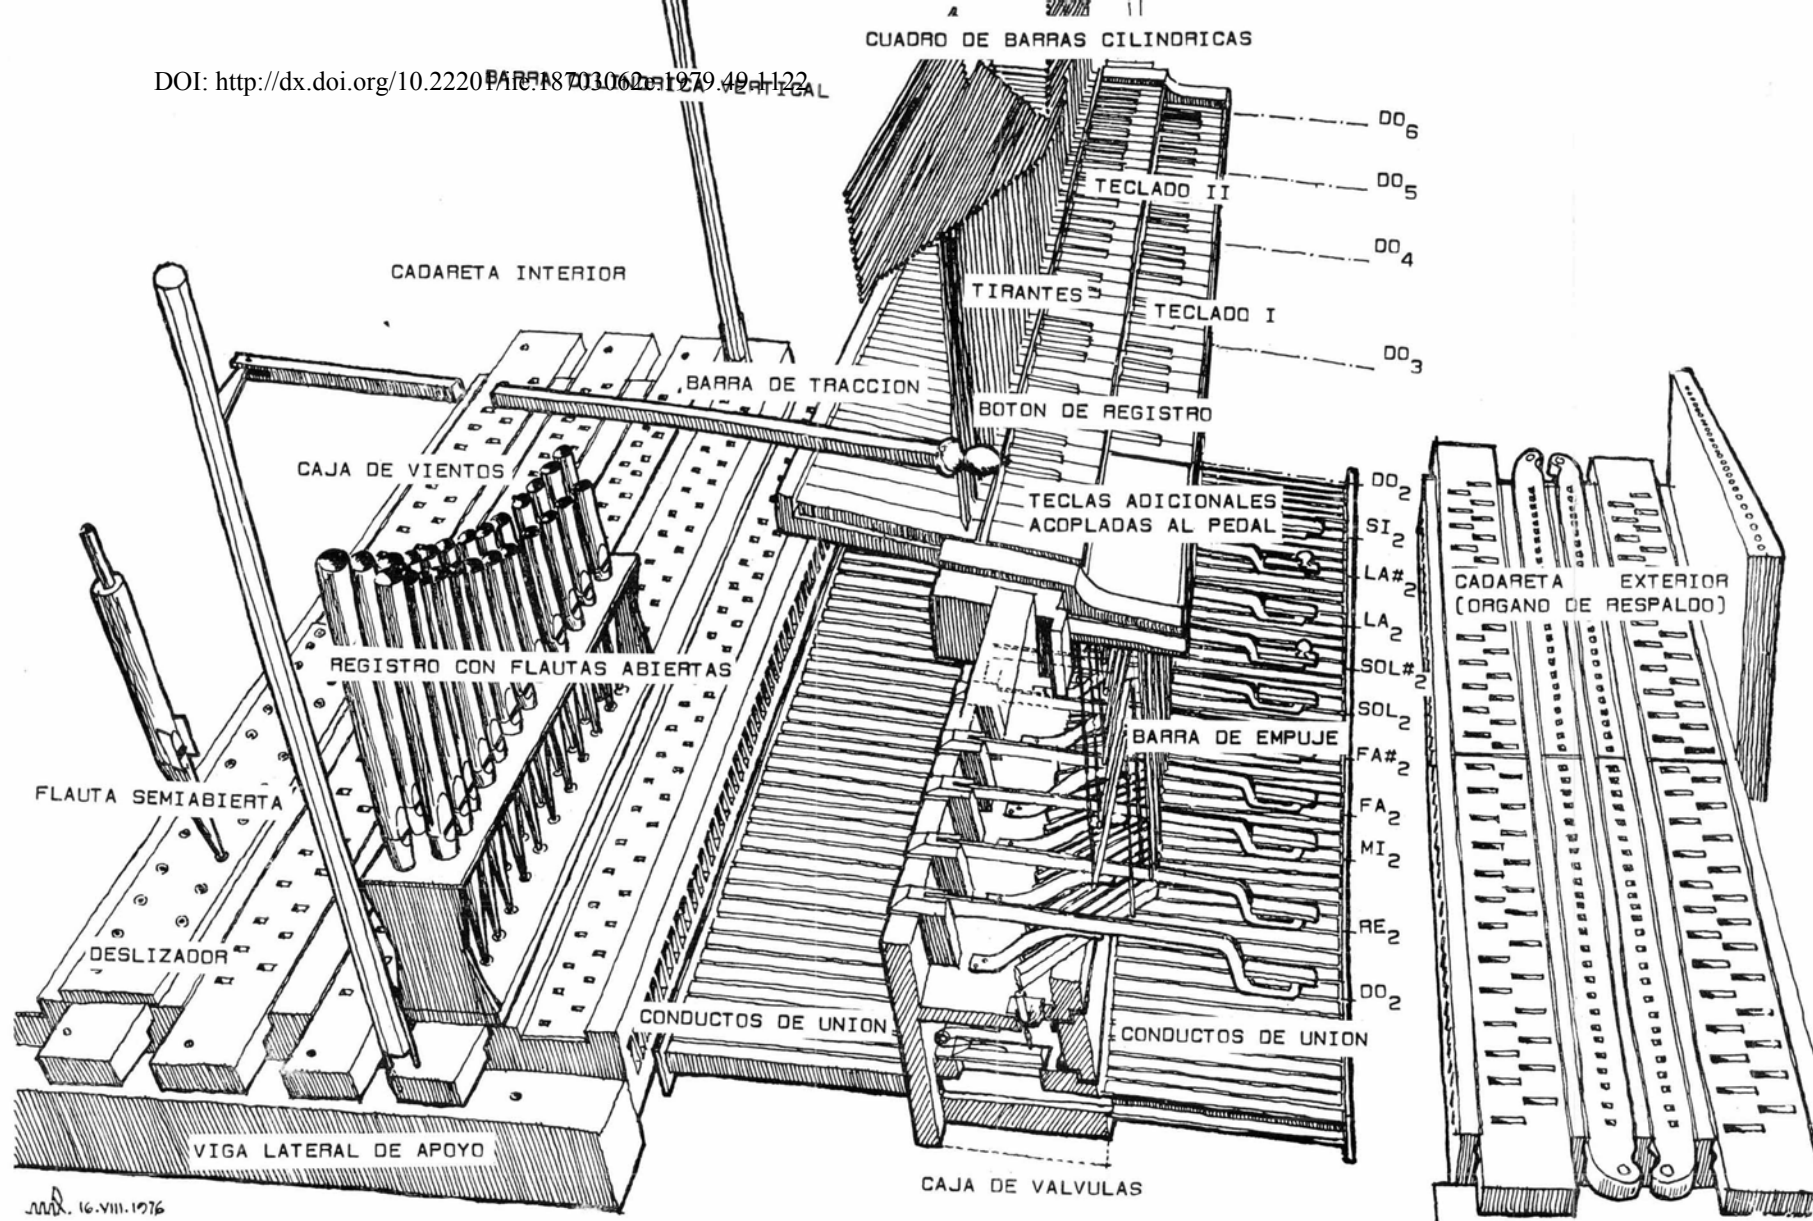 CUADRO DE BARRAS CILINDRICAS
DOI: http://dx.doi.org/10.22201/iie.18703062e.1979.49.1122
BARRA CILINDRICA VERTICAL
DO6
DO5
TECLADO II
DO4
CADARETA INTERIOR
TIRANTES
TECLADO I
DO3
BARRA DE TRACCION
BOTON DE REGISTRO
CAJA DE VIENTOS
DO2
TECLAS ADICIONALES
ACOPLADAS AL PEDAL
SI2
LA#2
CADARETA EXTERIOR
(ORGANO DE RESPALDO)
LA2
REGISTRO CON FLAUTAS ABIERTAS
SOL#2
SOL2
BARRA DE EMPUJE
FA#2
FLAUTA SEMIABIERTA
FA2
MI2
RE2
DESLIZADOR
DO2
CONDUCTOS DE UNION
CONDUCTOS DE UNION
VIGA LATERAL DE APOYO
CAJA DE VALVULAS
16.VIII.1976